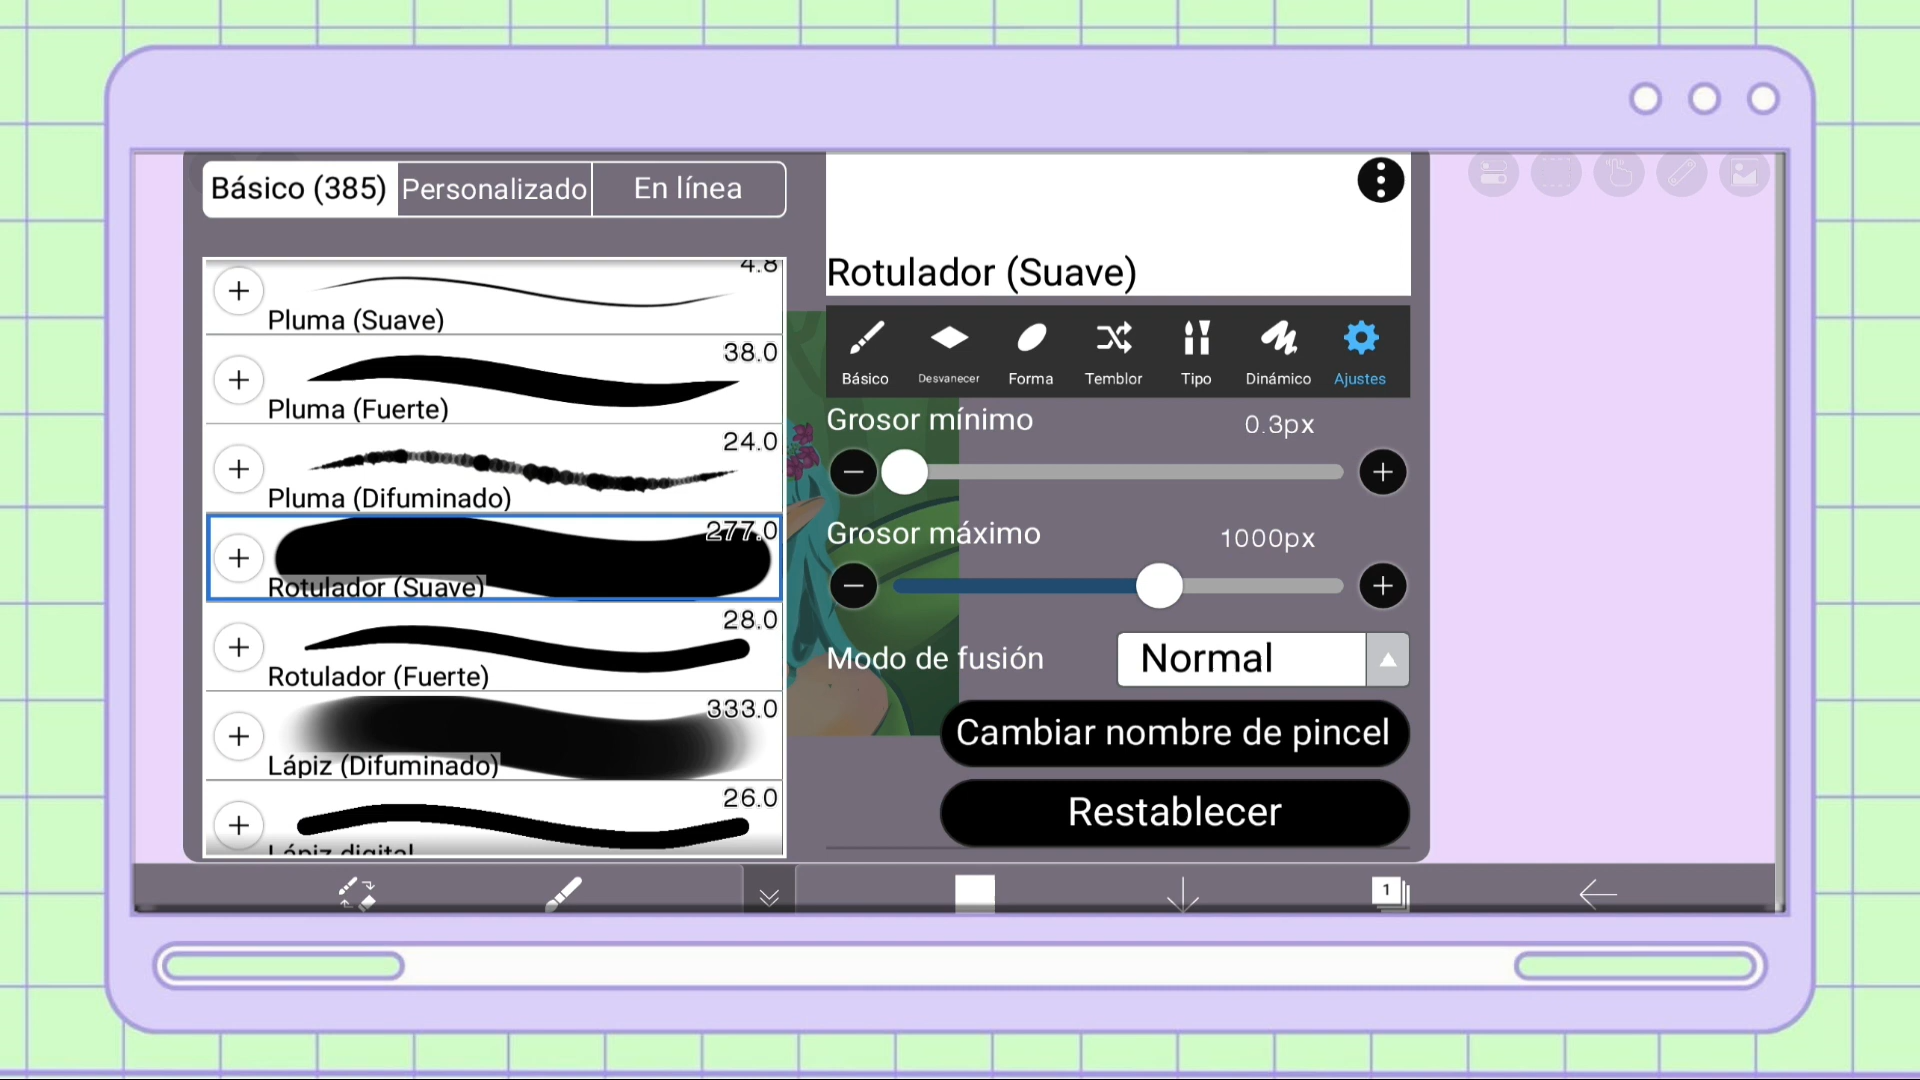 Básico (385)
Personalizado
En línea
4.8
Pluma (Suave)
38.0
Pluma (Fuerte)
24.0
Pluma (Difuminado)
277.0
Rotulador (Suave)
28.0
Rotulador (Fuerte)
333.0
Lápiz (Difuminado)
26.0
Lápiz digital
Rotulador (Suave)
Básico
Desvanecer
Forma
Temblor
Tipo
Dinámico
Ajustes
Grosor mínimo
0.3px
Grosor máximo
1000px
Modo de fusión
Normal
Cambiar nombre de pincel
Restablecer
1